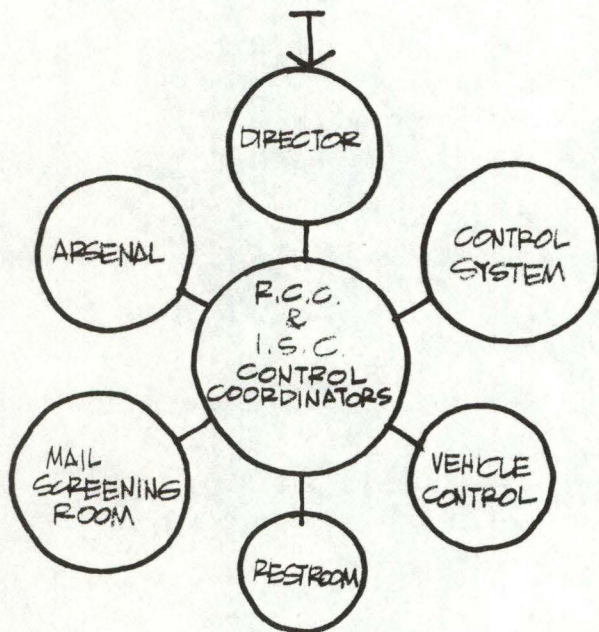 DIRECTOR
ARSENAL
CONTROL
SYSTEM
R.C.C.
&
I.S.C.
CONTROL
COORDINATORS
MAIL
SCREENING
ROOM
VEHICLE
CONTROL
RESTROOM